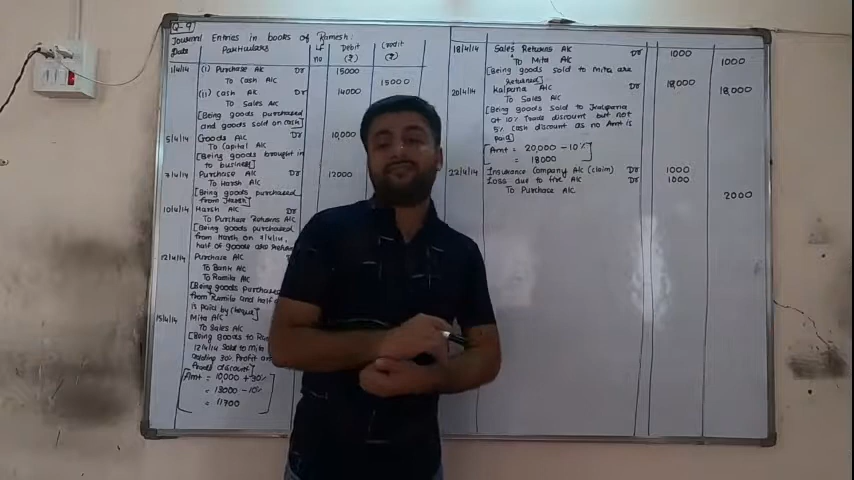 Q-9
Journal Entries in books of Ramesh:
Date Particulars Lf no Debit (₹) Credit (₹)
1/4/14 (i) Purchase A/c Dr 15000
To Cash A/c 15000
(ii) Cash A/c Dr 14000
To Sales A/c
[Being goods purchased
and goods sold on cash]
5/4/14 Goods A/c Dr 10,000
To Capital A/c
[Being goods brought in
to business]
7/4/14 Purchase A/c Dr 12000
To Harsh A/c
[Being goods purchased
from Harsh]
10/4/14 Harsh A/c Dr
To Purchase Returns A/c
[Being goods purchased
from Harsh on 7/4/14,
half of goods are return
12/4/14 Purchase A/c
To Bank A/c
To Ramila A/c
[Being goods purchased
from Ramila and half
is paid by cheque]
15/4/14 Mita A/c
To Sales A/c
[Being goods to Ra
12/4/14 Sold to Mita
adding 30% Profit on
trade discount]
[Amt = 10,000 + 30%
= 13000 - 10%
= 11700
18/4/14 Sales Returns A/c Dr 1000
To Mita A/c 1000
[Being goods sold to Mita are
returned]
20/4/14 Kalpana A/c Dr 18,000
To Sales A/c 18,000
[Being goods sold to Kalpana
at 10% Trade discount but not
5% cash discount as no Amt is
paid]
[Amt = 20,000 - 10%
= 18000
22/4/14 Insurance Company A/c (claim) Dr 1000
Loss due to fire A/c Dr 1000
To Purchase A/c 2000